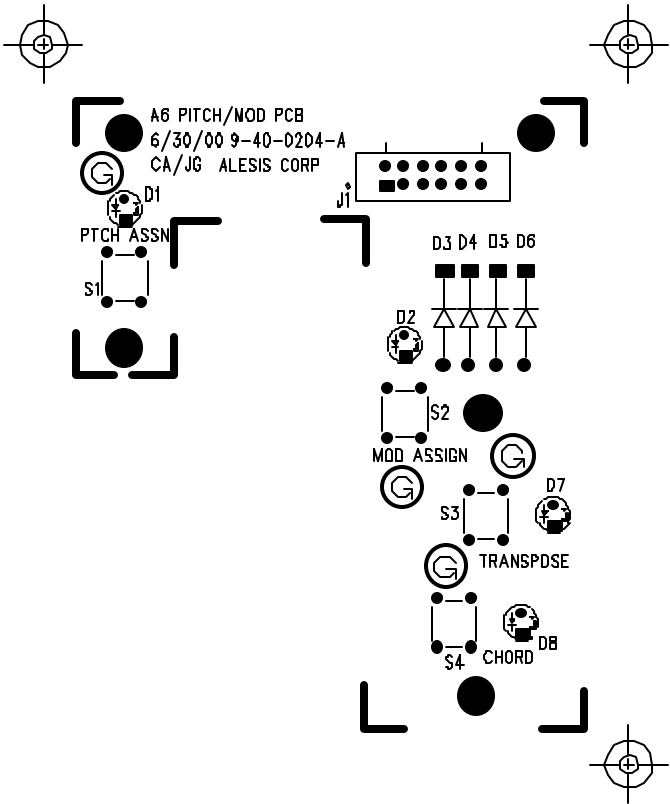 A6 PITCH/MOD PCB
6/30/00 9-40-0204-A
CA/JG ALESIS CORP
G
D1
J1
PTCH ASSN
D3 D4 D5 D6
S1
D2
S2
MOD ASSIGN
G
G
D7
S3
TRANSPOSE
G
D8
CHORD
S4